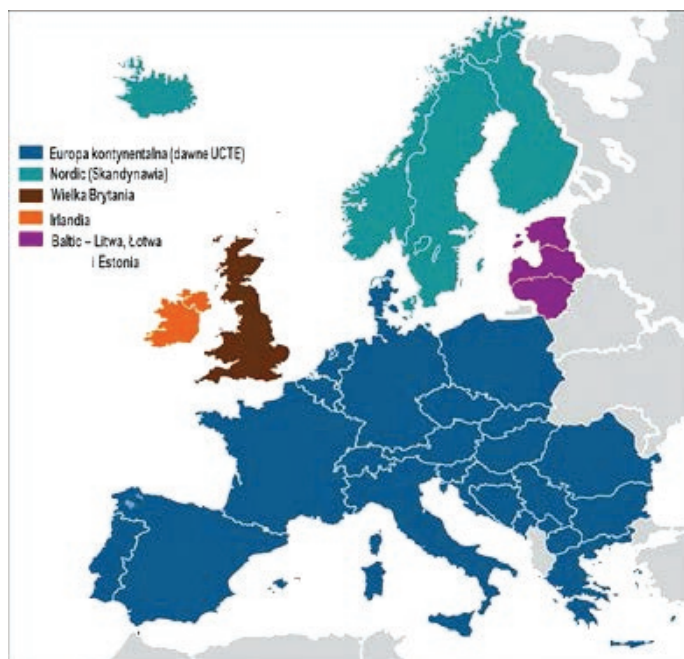 Europa kontynentalna (dawne UCTE)
Nordic (Skandynawia)
Wielka Brytania
Irlandia
Baltic – Litwa, Łotwa
i Estonia